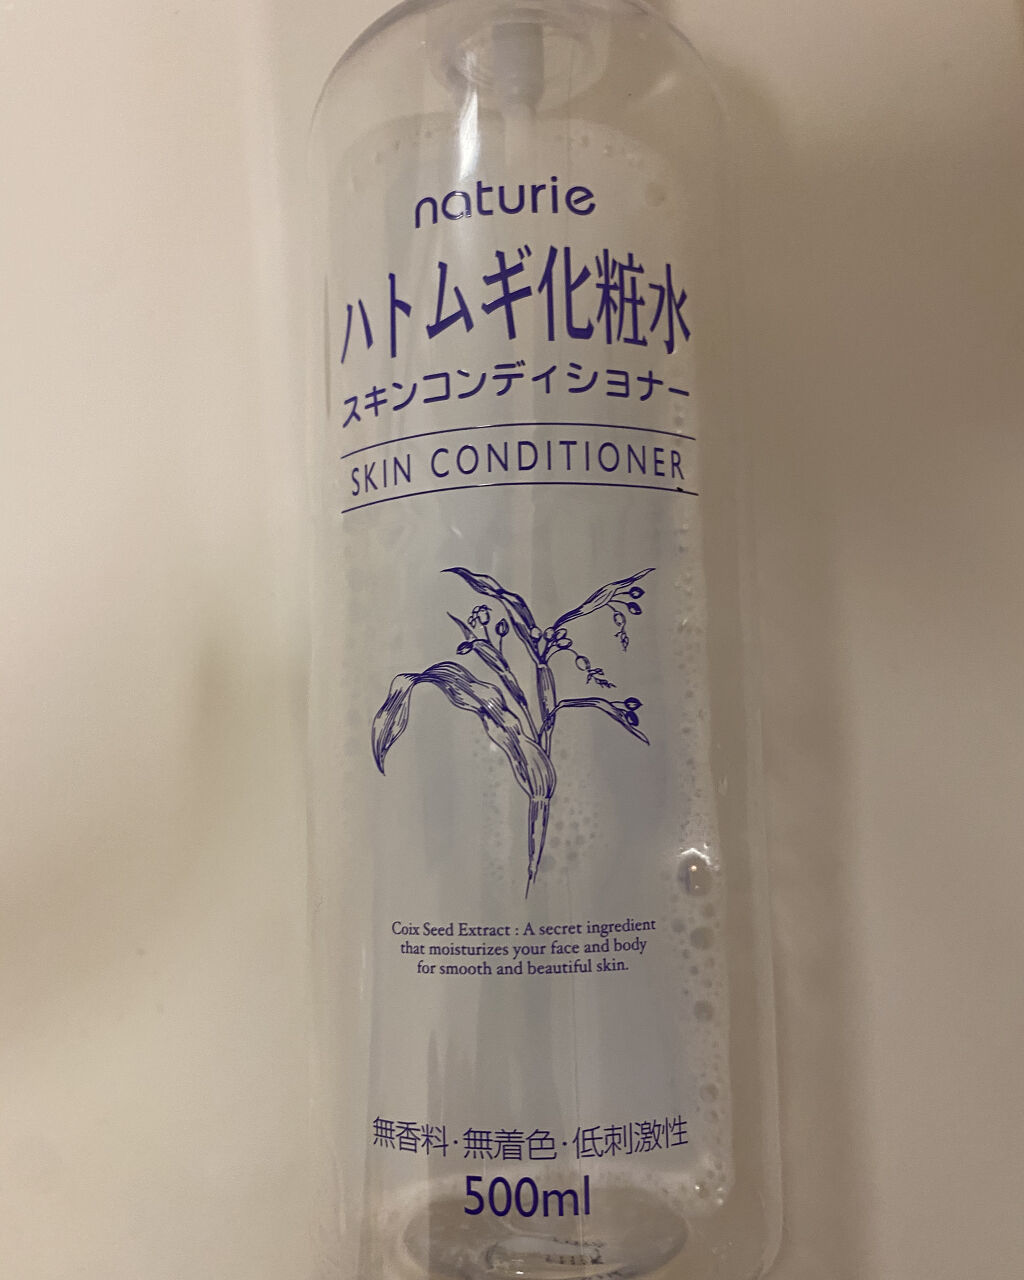 naturie
ハトムギ化粧水
スキンコンディショナー
SKIN CONDITIONER
Coix Seed Extract : A secret ingredient
that moisturizes your face and body
for smooth and beautiful skin.
無香料・無着色・低刺激性
500ml